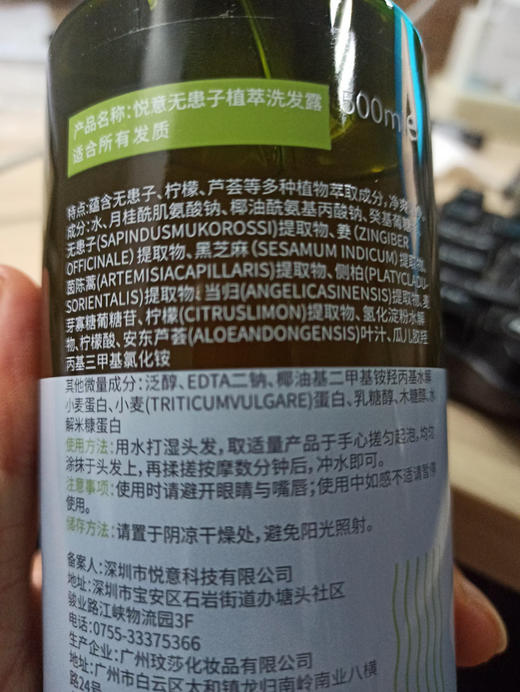 产品名称：悦意无患子植萃洗发露
500ml
适合所有发质
特点：蕴含无患子、柠檬、芦荟等多种植物萃取成分，净爽
成分：水、月桂酰肌氨酸钠、椰油酰氨基丙酸钠、癸基葡糖
无患子(SAPINDUSMUKOROSSI)提取物、姜(ZINGIBER
OFFICINALE)提取物、黑芝麻(SESAMUM INDICUM)提取物、
茵陈蒿(ARTEMISIACAPILLARIS)提取物、侧柏(PLATYCLADU-
SORIENTALIS)提取物、当归(ANGELICASINENSIS)提取物、麦
芽寡糖葡糖苷、柠檬(CITRUSLIMON)提取物、氢化淀粉水解
物、柠檬酸、安东芦荟(ALOEANDONGENSIS)叶汁、瓜儿胶羟
丙基三甲基氯化铵
其他微量成分：泛醇、EDTA二钠、椰油基二甲基铵羟丙基水解
小麦蛋白、小麦(TRITICUMVULGARE)蛋白、乳糖醇、木糖醇、水
解米糠蛋白
使用方法：用水打湿头发，取适量产品于手心搓匀起泡，均匀
涂抹于头发上，再揉搓按摩数分钟后，冲水即可。
注意事项：使用时请避开眼睛与嘴唇；使用中如感不适请暂停
使用。
储存方法：请置于阴凉干燥处，避免阳光照射。
备案人：深圳市悦意科技有限公司
地址：深圳市宝安区石岩街道办塘头社区
骏业路江峡物流园3F
电话：0755-33375366
生产企业：广州玟莎化妆品有限公司
地址：广州市白云区太和镇龙归南岭南业八横
路24号